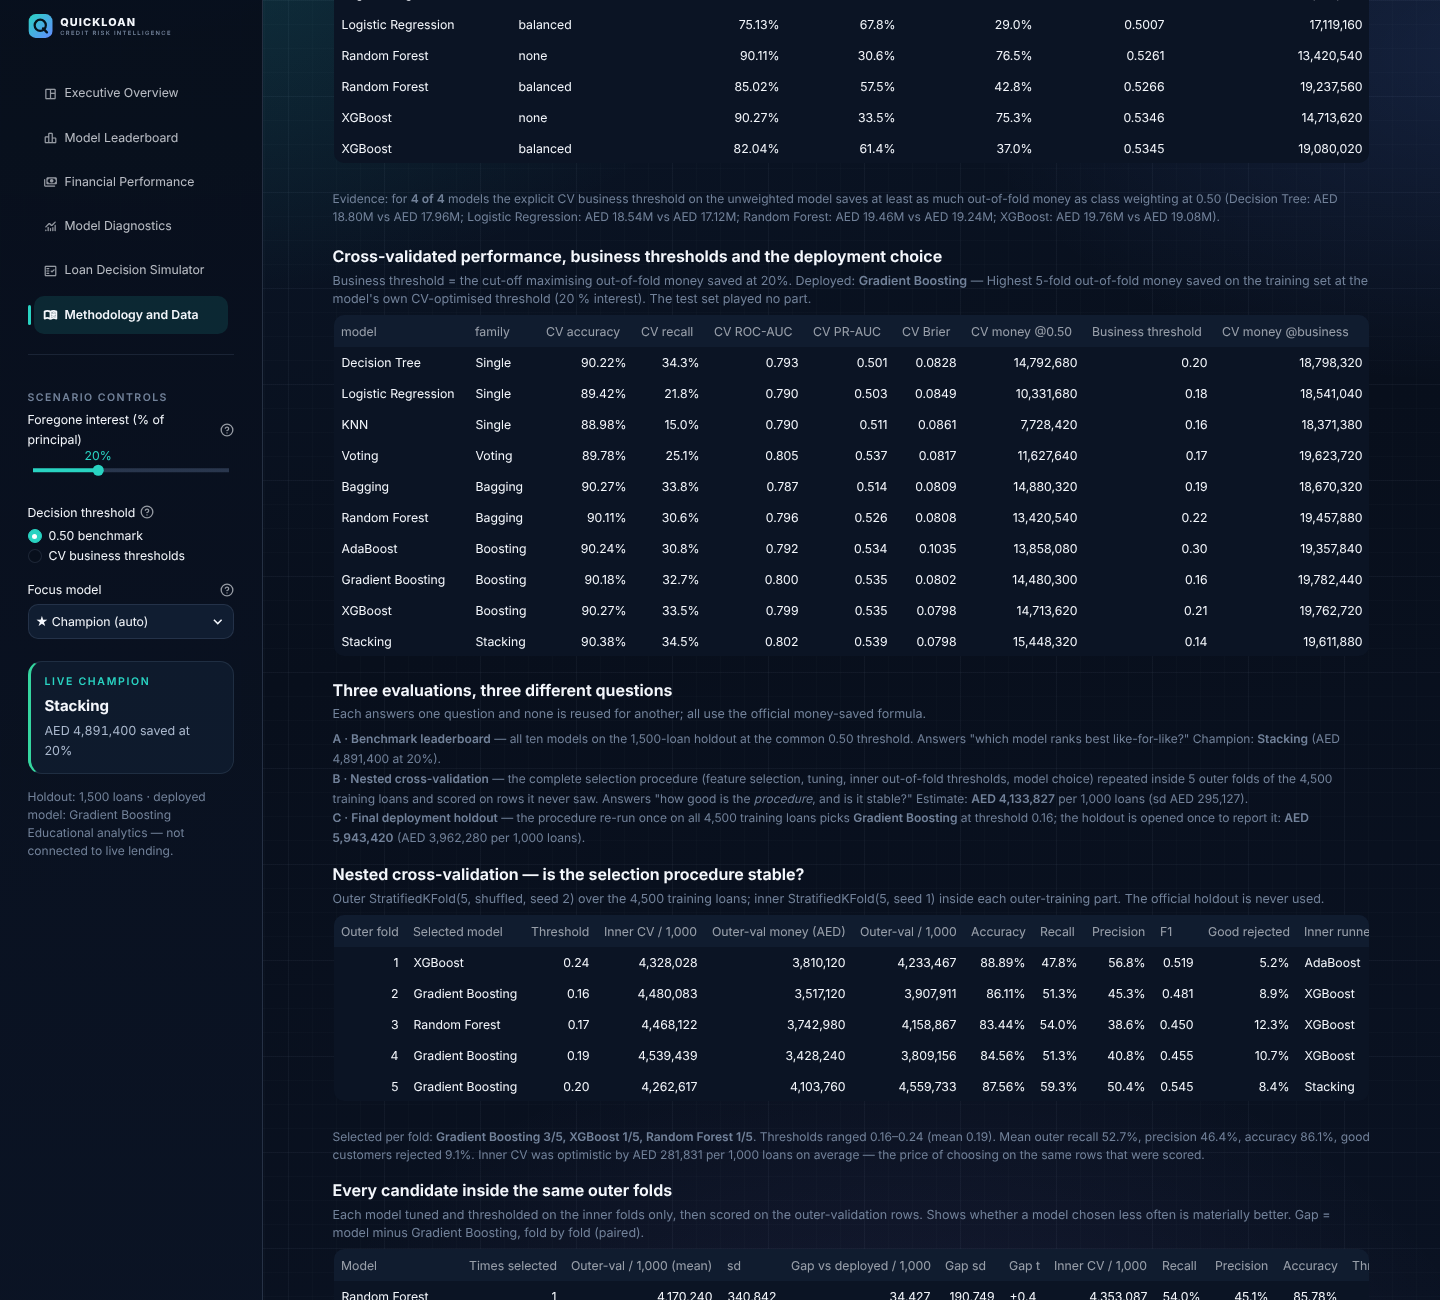 QUICKLOAN
CREDIT RISK INTELLIGENCE
Executive Overview
Model Leaderboard
Financial Performance
Model Diagnostics
Loan Decision Simulator
Methodology and Data
SCENARIO CONTROLS
Foregone interest (% of
principal)
20%
Decision threshold
0.50 benchmark
CV business thresholds
Focus model
★ Champion (auto)
LIVE CHAMPION
Stacking
AED 4,891,400 saved at
20%
Holdout: 1,500 loans · deployed
model: Gradient Boosting
Educational analytics — not
connected to live lending.
Logistic Regression balanced 75.13% 67.8% 29.0% 0.5007 17,119,160
Random Forest none 90.11% 30.6% 76.5% 0.5261 13,420,540
Random Forest balanced 85.02% 57.5% 42.8% 0.5266 19,237,560
XGBoost none 90.27% 33.5% 75.3% 0.5346 14,713,620
XGBoost balanced 82.04% 61.4% 37.0% 0.5345 19,080,020
Evidence: for 4 of 4 models the explicit CV business threshold on the unweighted model saves at least as much out-of-fold money as class weighting at 0.50 (Decision Tree: AED
18.80M vs AED 17.96M; Logistic Regression: AED 18.54M vs AED 17.12M; Random Forest: AED 19.46M vs AED 19.24M; XGBoost: AED 19.76M vs AED 19.08M).
Cross-validated performance, business thresholds and the deployment choice
Business threshold = the cut-off maximising out-of-fold money saved at 20%. Deployed: Gradient Boosting — Highest 5-fold out-of-fold money saved on the training set at the
model's own CV-optimised threshold (20 % interest). The test set played no part.
model family CV accuracy CV recall CV ROC-AUC CV PR-AUC CV Brier CV money @0.50 Business threshold CV money @business
Decision Tree Single 90.22% 34.3% 0.793 0.501 0.0828 14,792,680 0.20 18,798,320
Logistic Regression Single 89.42% 21.8% 0.790 0.503 0.0849 10,331,680 0.18 18,541,040
KNN Single 88.98% 15.0% 0.790 0.511 0.0861 7,728,420 0.16 18,371,380
Voting Voting 89.78% 25.1% 0.805 0.537 0.0817 11,627,640 0.17 19,623,720
Bagging Bagging 90.27% 33.8% 0.787 0.514 0.0809 14,880,320 0.19 18,670,320
Random Forest Bagging 90.11% 30.6% 0.796 0.526 0.0808 13,420,540 0.22 19,457,880
AdaBoost Boosting 90.24% 30.8% 0.792 0.534 0.1035 13,858,080 0.30 19,357,840
Gradient Boosting Boosting 90.18% 32.7% 0.800 0.535 0.0802 14,480,300 0.16 19,782,440
XGBoost Boosting 90.27% 33.5% 0.799 0.535 0.0798 14,713,620 0.21 19,762,720
Stacking Stacking 90.38% 34.5% 0.802 0.539 0.0798 15,448,320 0.14 19,611,880
Three evaluations, three different questions
Each answers one question and none is reused for another; all use the official money-saved formula.
A · Benchmark leaderboard — all ten models on the 1,500-loan holdout at the common 0.50 threshold. Answers "which model ranks best like-for-like?" Champion: Stacking (AED
4,891,400 at 20%).
B · Nested cross-validation — the complete selection procedure (feature selection, tuning, inner out-of-fold thresholds, model choice) repeated inside 5 outer folds of the 4,500
training loans and scored on rows it never saw. Answers "how good is the procedure, and is it stable?" Estimate: AED 4,133,827 per 1,000 loans (sd AED 295,127).
C · Final deployment holdout — the procedure re-run once on all 4,500 training loans picks Gradient Boosting at threshold 0.16; the holdout is opened once to report it: AED
5,943,420 (AED 3,962,280 per 1,000 loans).
Nested cross-validation — is the selection procedure stable?
Outer StratifiedKFold(5, shuffled, seed 2) over the 4,500 training loans; inner StratifiedKFold(5, seed 1) inside each outer-training part. The official holdout is never used.
Outer fold Selected model Threshold Inner CV / 1,000 Outer-val money (AED) Outer-val / 1,000 Accuracy Recall Precision F1 Good rejected Inner runne
1 XGBoost 0.24 4,328,028 3,810,120 4,233,467 88.89% 47.8% 56.8% 0.519 5.2% AdaBoost
2 Gradient Boosting 0.16 4,480,083 3,517,120 3,907,911 86.11% 51.3% 45.3% 0.481 8.9% XGBoost
3 Random Forest 0.17 4,468,122 3,742,980 4,158,867 83.44% 54.0% 38.6% 0.450 12.3% XGBoost
4 Gradient Boosting 0.19 4,539,439 3,428,240 3,809,156 84.56% 51.3% 40.8% 0.455 10.7% XGBoost
5 Gradient Boosting 0.20 4,262,617 4,103,760 4,559,733 87.56% 59.3% 50.4% 0.545 8.4% Stacking
Selected per fold: Gradient Boosting 3/5, XGBoost 1/5, Random Forest 1/5. Thresholds ranged 0.16–0.24 (mean 0.19). Mean outer recall 52.7%, precision 46.4%, accuracy 86.1%, good
customers rejected 9.1%. Inner CV was optimistic by AED 281,831 per 1,000 loans on average — the price of choosing on the same rows that were scored.
Every candidate inside the same outer folds
Each model tuned and thresholded on the inner folds only, then scored on the outer-validation rows. Shows whether a model chosen less often is materially better. Gap =
model minus Gradient Boosting, fold by fold (paired).
Model Times selected Outer-val / 1,000 (mean) sd Gap vs deployed / 1,000 Gap sd Gap t Inner CV / 1,000 Recall Precision Accuracy Thr
Random Forest 1 4,170,240 340,842 34,427 190,749 +0.4 4,353,087 54.0% 45.1% 85.78%